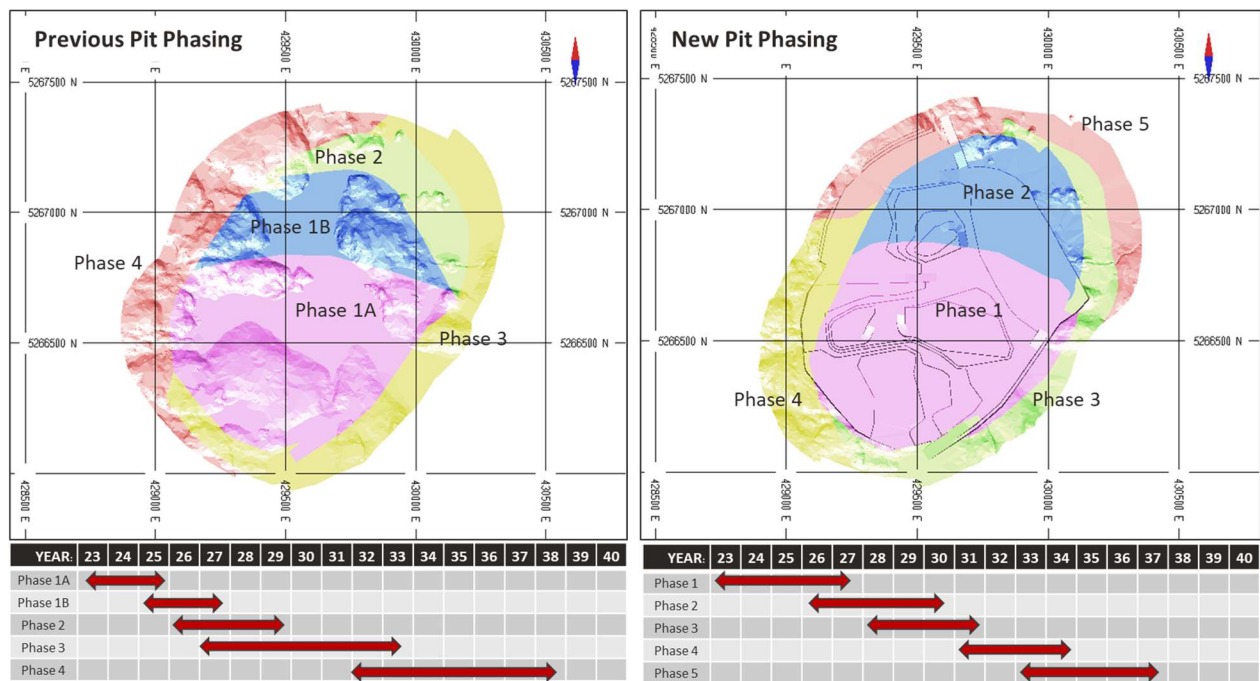 Previous Pit Phasing
428500 E
429000 E
429500 E
430000 E
430500 E
5267500 N
5267500 N
5267000 N
5267000 N
5266500 N
5266500 N
Phase 2
Phase 1B
Phase 4
Phase 1A
Phase 3
428500 E
429000 E
429500 E
430000 E
430500 E
YEAR: 23 24 25 26 27 28 29 30 31 32 33 34 35 36 37 38 39 40
Phase 1A
Phase 1B
Phase 2
Phase 3
Phase 4
New Pit Phasing
429500 E
430000 E
430500 E
5267500 N
5267500 N
5267000 N
5267000 N
5266500 N
5266500 N
Phase 5
Phase 2
Phase 1
Phase 4
Phase 3
428500 E
429000 E
429500 E
430000 E
430500 E
YEAR: 23 24 25 26 27 28 29 30 31 32 33 34 35 36 37 38 39 40
Phase 1
Phase 2
Phase 3
Phase 4
Phase 5